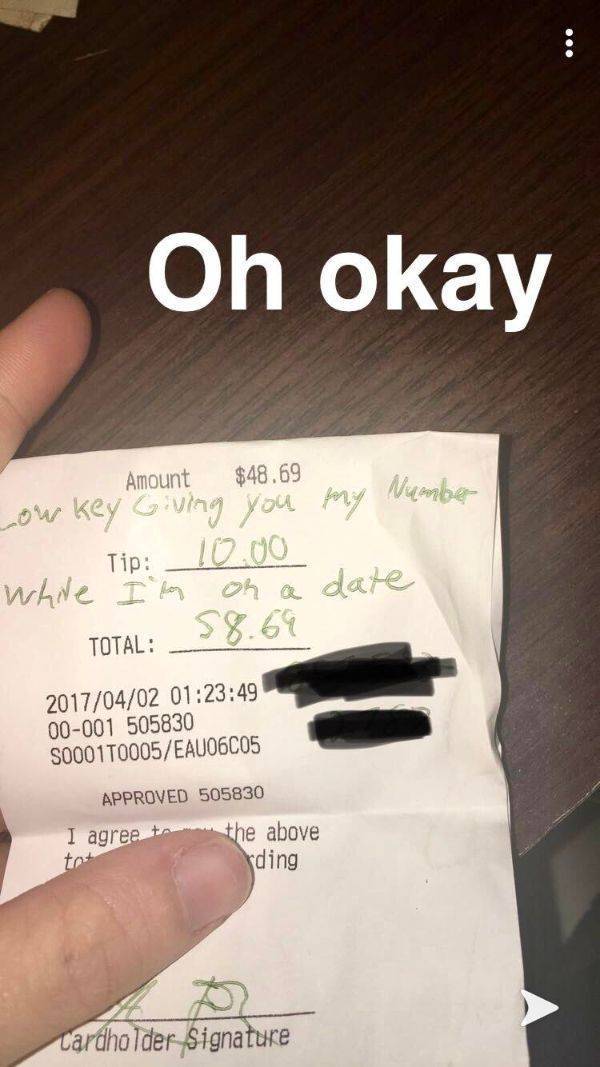 Oh okay
Amount $48.69
Low key Giving you my Number
Tip: 10.00
while I'm on a date
58.69
TOTAL:
2017/04/02 01:23:49
00-001 505830
S0001T0005/EAU06C05
APPROVED 505830
I agree to the above
rding
Cardholder Signature